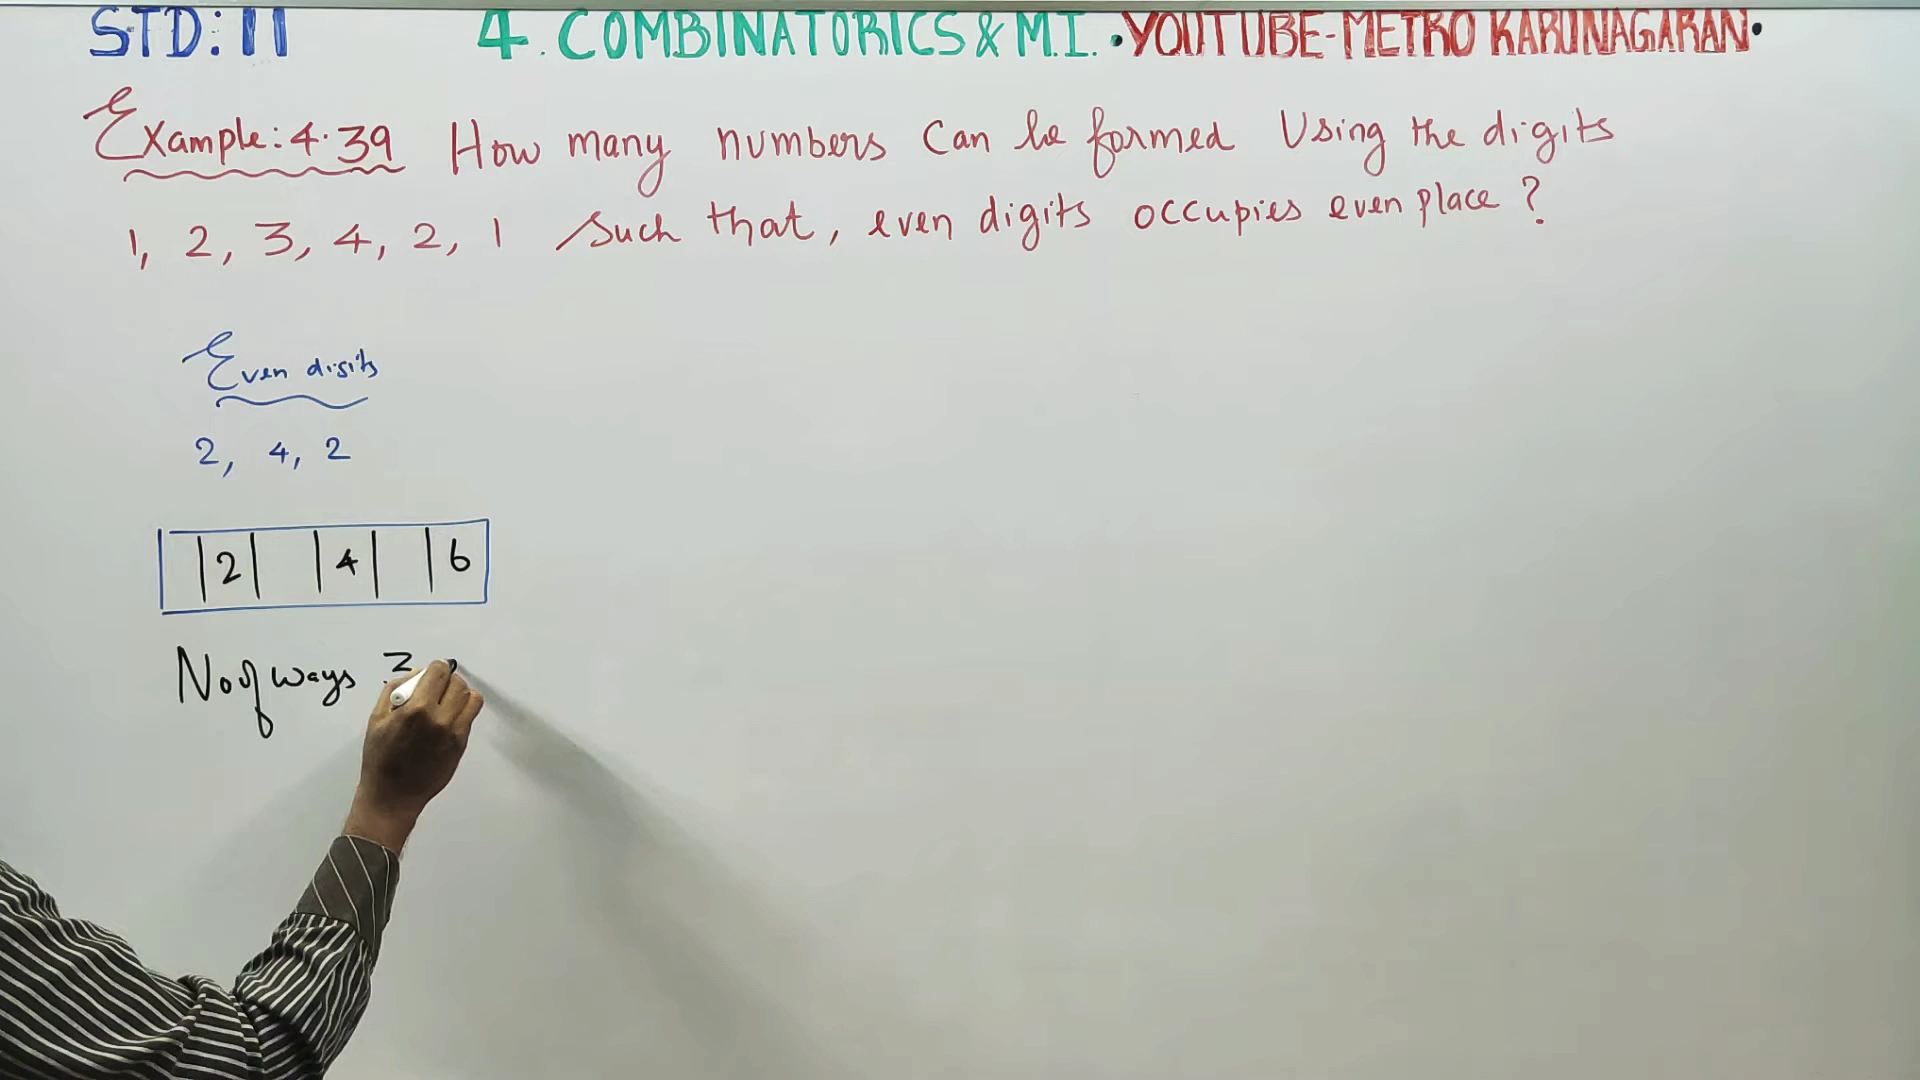 STD: 11 4. COMBINATORICS & M.I. • YOUTUBE-METRO KARUNAGARAN •
Example: 4.39 How many numbers can be formed Using the digits
1, 2, 3, 4, 2, 1 such that, even digits occupies even place ?
Even digits
2, 4, 2
2 4 6
No of ways